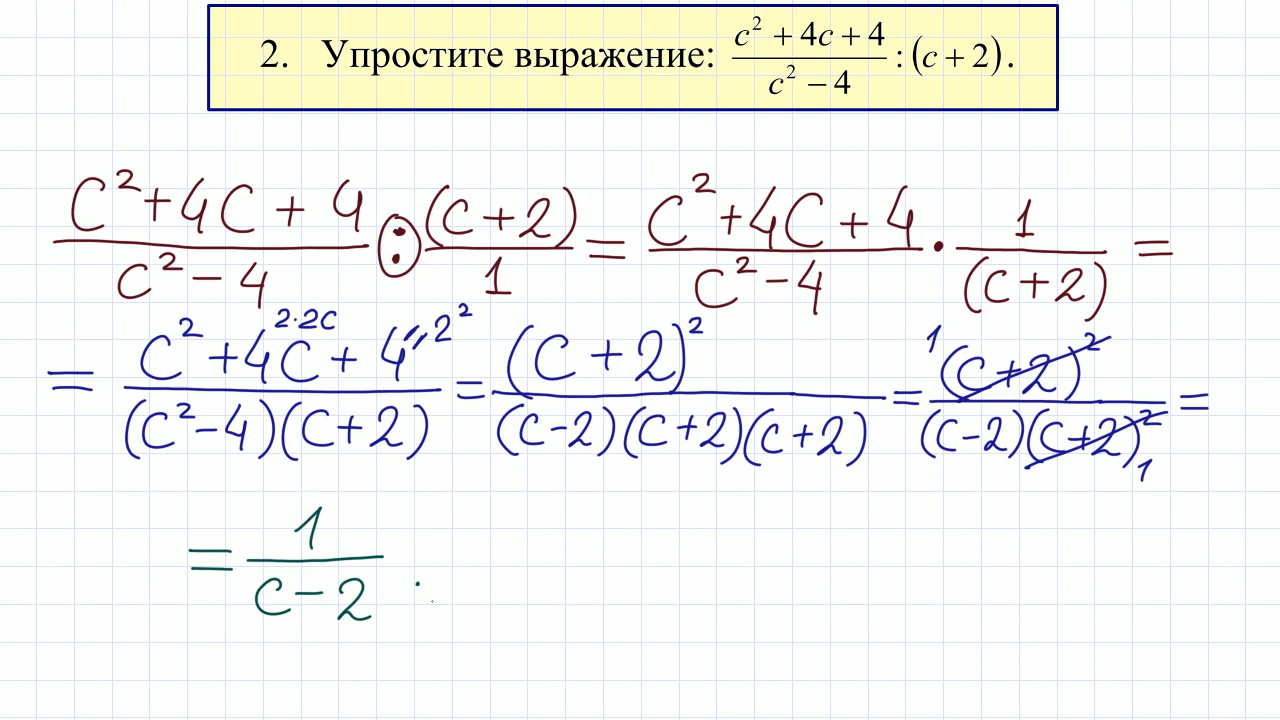 2. Упростите выражение: (c² + 4c + 4)/(c² − 4) : (c + 2).
(C² + 4C + 4)/(C² − 4) : (C + 2)/1 = (C² + 4C + 4)/(C² − 4) · 1/(C + 2) =
2·2C 2²
= (C² + 4C + 4)/((C² − 4)(C + 2)) = (C + 2)²/((C − 2)(C + 2)(C + 2)) = 1 (C + 2)²/((C − 2)(C + 2)²) 1 =
= 1/(C − 2) .